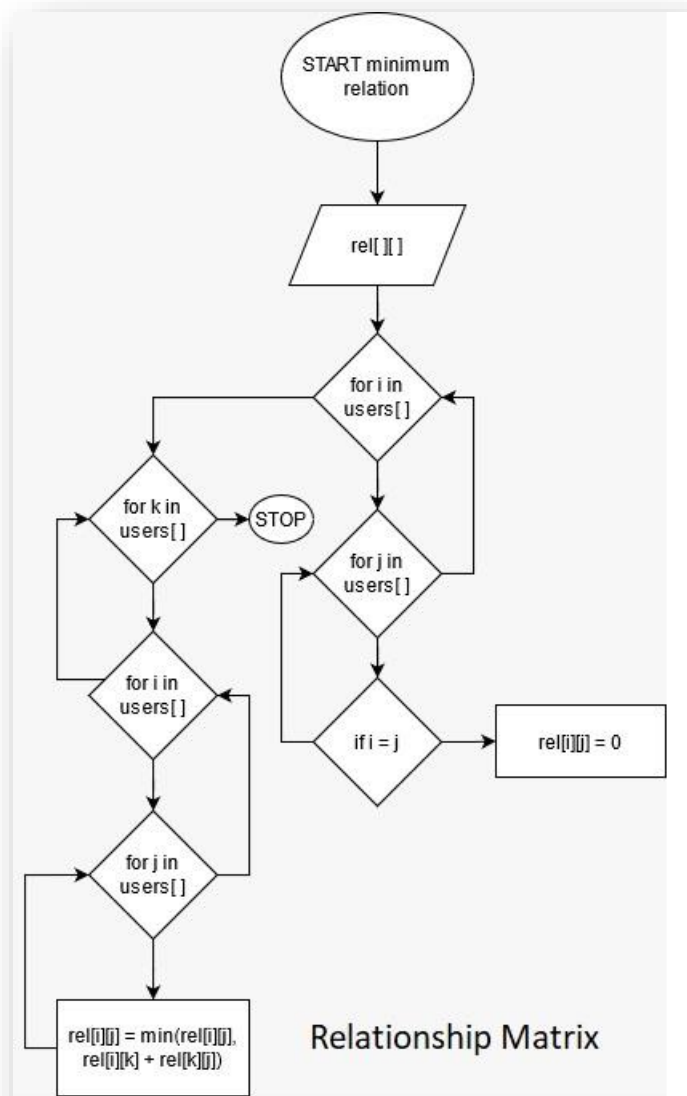 START minimum
relation
rel[ ][ ]
for i in
users[ ]
for k in
users[ ]
STOP
for j in
users[ ]
for i in
users[ ]
if i = j
rel[i][j] = 0
for j in
users[ ]
rel[i][j] = min(rel[i][j],
rel[i][k] + rel[k][j])
Relationship Matrix